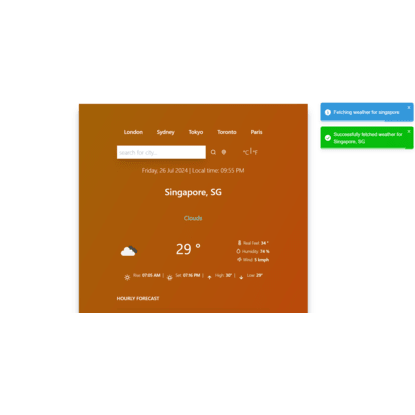 London Sydney Tokyo Toronto Paris
search for city...
°C | °F
Friday, 26 Jul 2024 | Local time: 09:55 PM
Singapore, SG
Clouds
29 °
Real Feel: 34 °
Humidity: 74 %
Wind: 5 kmph
Rise: 07:05 AM | Set: 07:16 PM | High: 30° | Low: 29°
HOURLY FORECAST
Fetching weather for singapore
Successfully fetched weather for
Singapore, SG